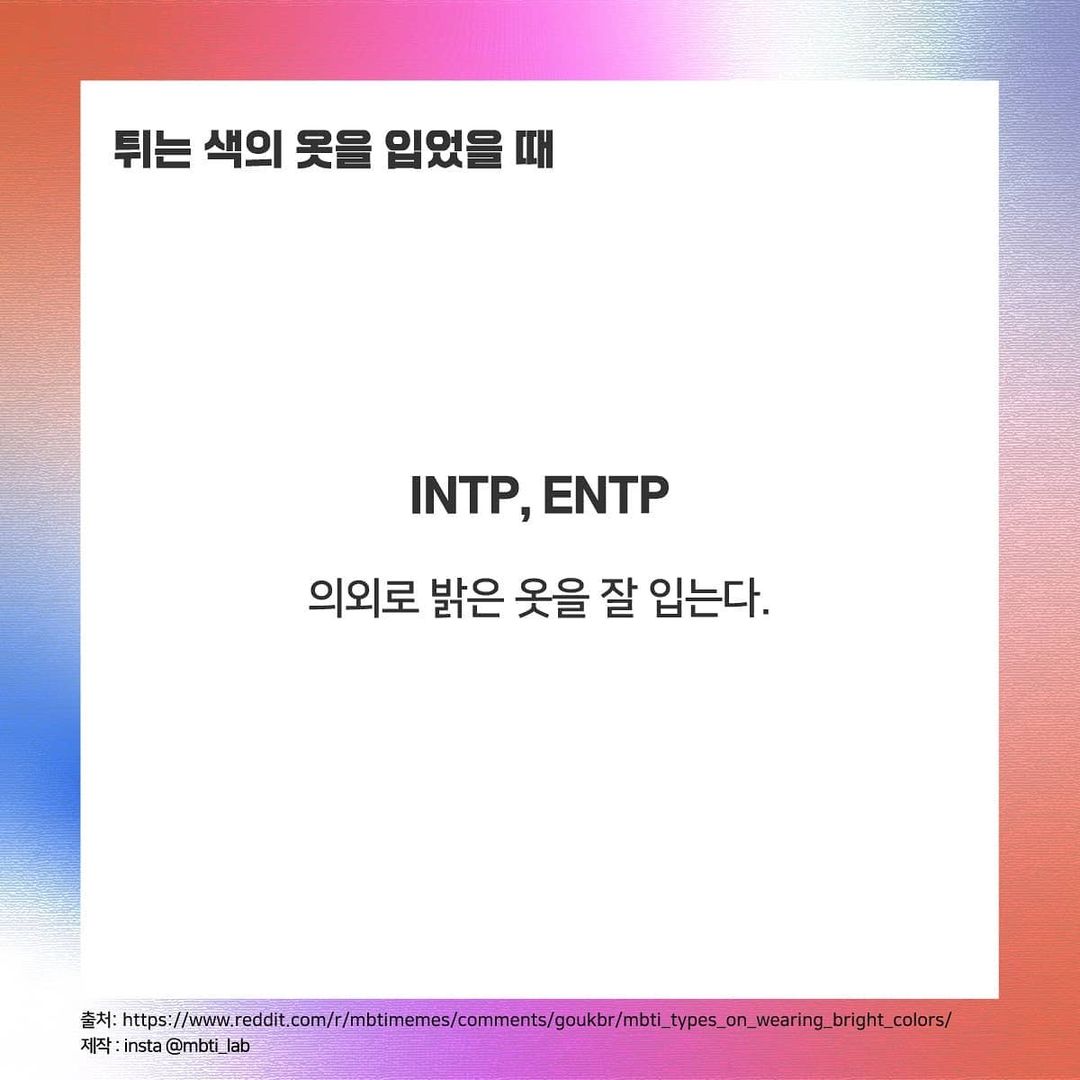 튀는 색의 옷을 입었을 때
INTP, ENTP
의외로 밝은 옷을 잘 입는다.
출처: https://www.reddit.com/r/mbtimemes/comments/goukbr/mbti_types_on_wearing_bright_colors/
제작 : insta @mbti_lab